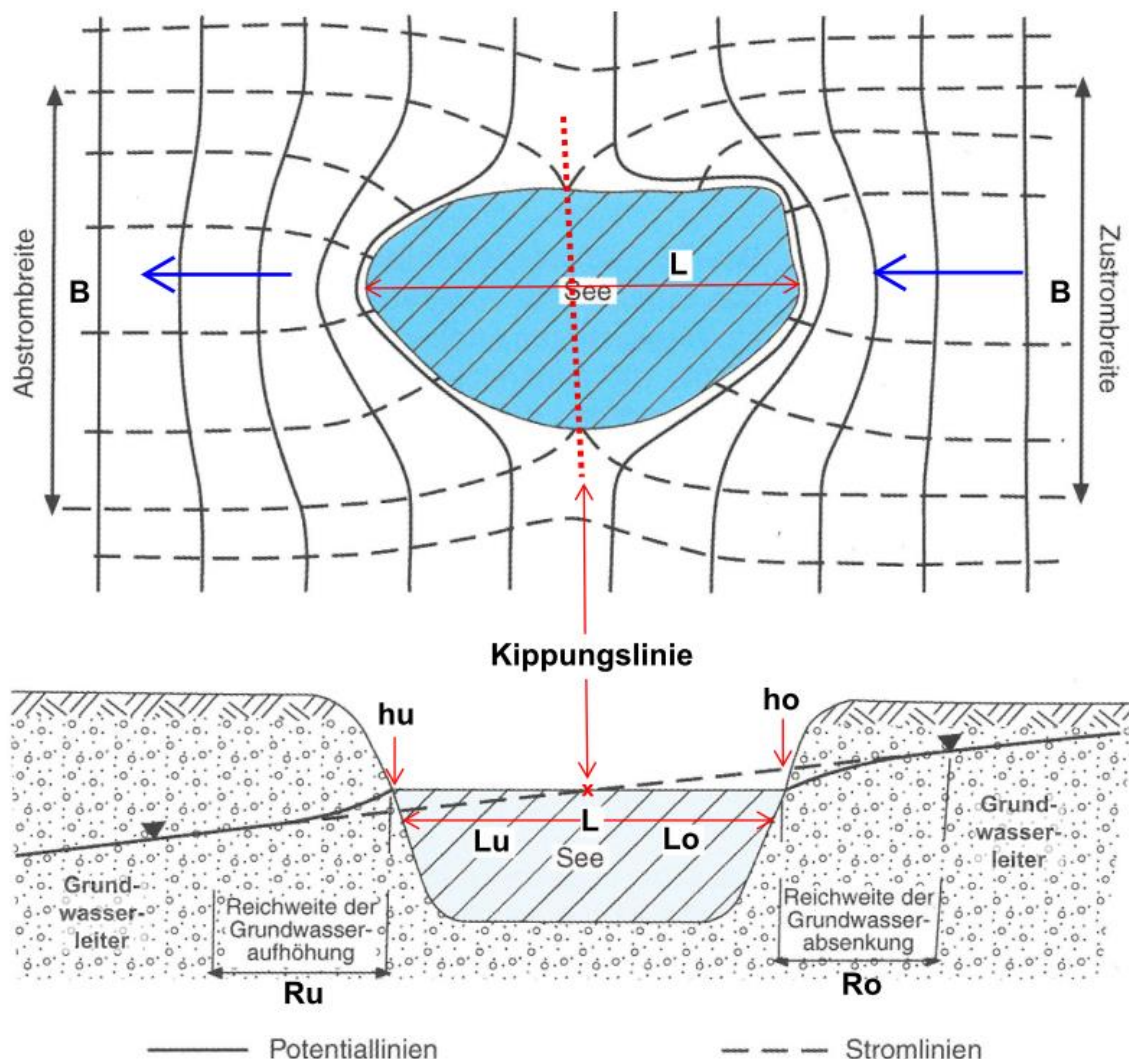 Abstrombreite
B
L
See
B
Zustrombreite
Kippungslinie
hu
ho
Lu
L
Lo
See
Grund-
wasser-
leiter
Reichweite der
Grundwasser-
aufhöhung
Ru
Reichweite der
Grundwasser-
absenkung
Ro
Grund-
wasser-
leiter
Potentiallinien
Stromlinien